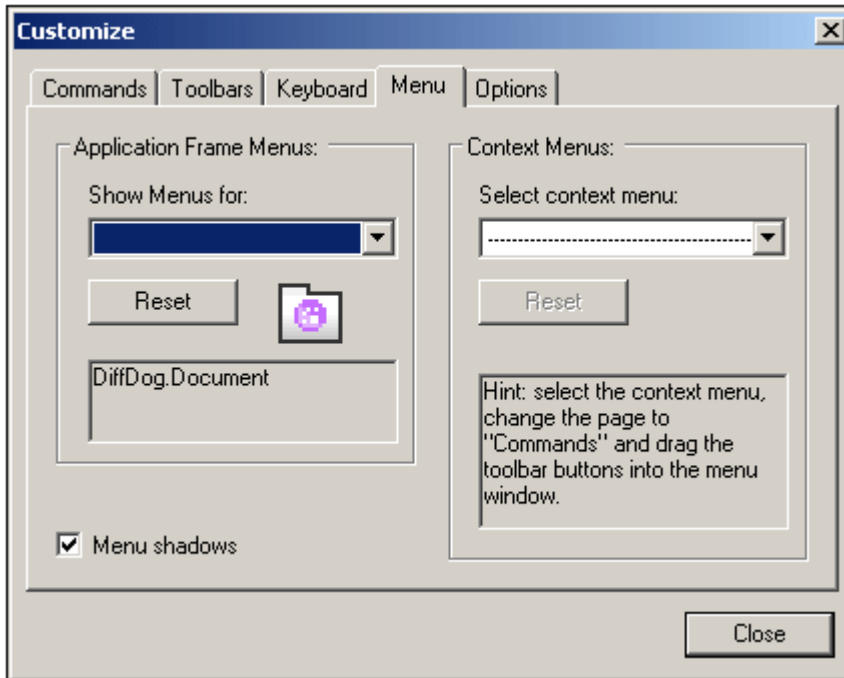 Customize
Commands
Toolbars
Keyboard
Menu
Options
Application Frame Menus:
Show Menus for:
Reset
DiffDog.Document
Menu shadows
Context Menus:
Select context menu:
--------------------------------------------
Reset
Hint: select the context menu,
change the page to
"Commands" and drag the
toolbar buttons into the menu
window.
Close